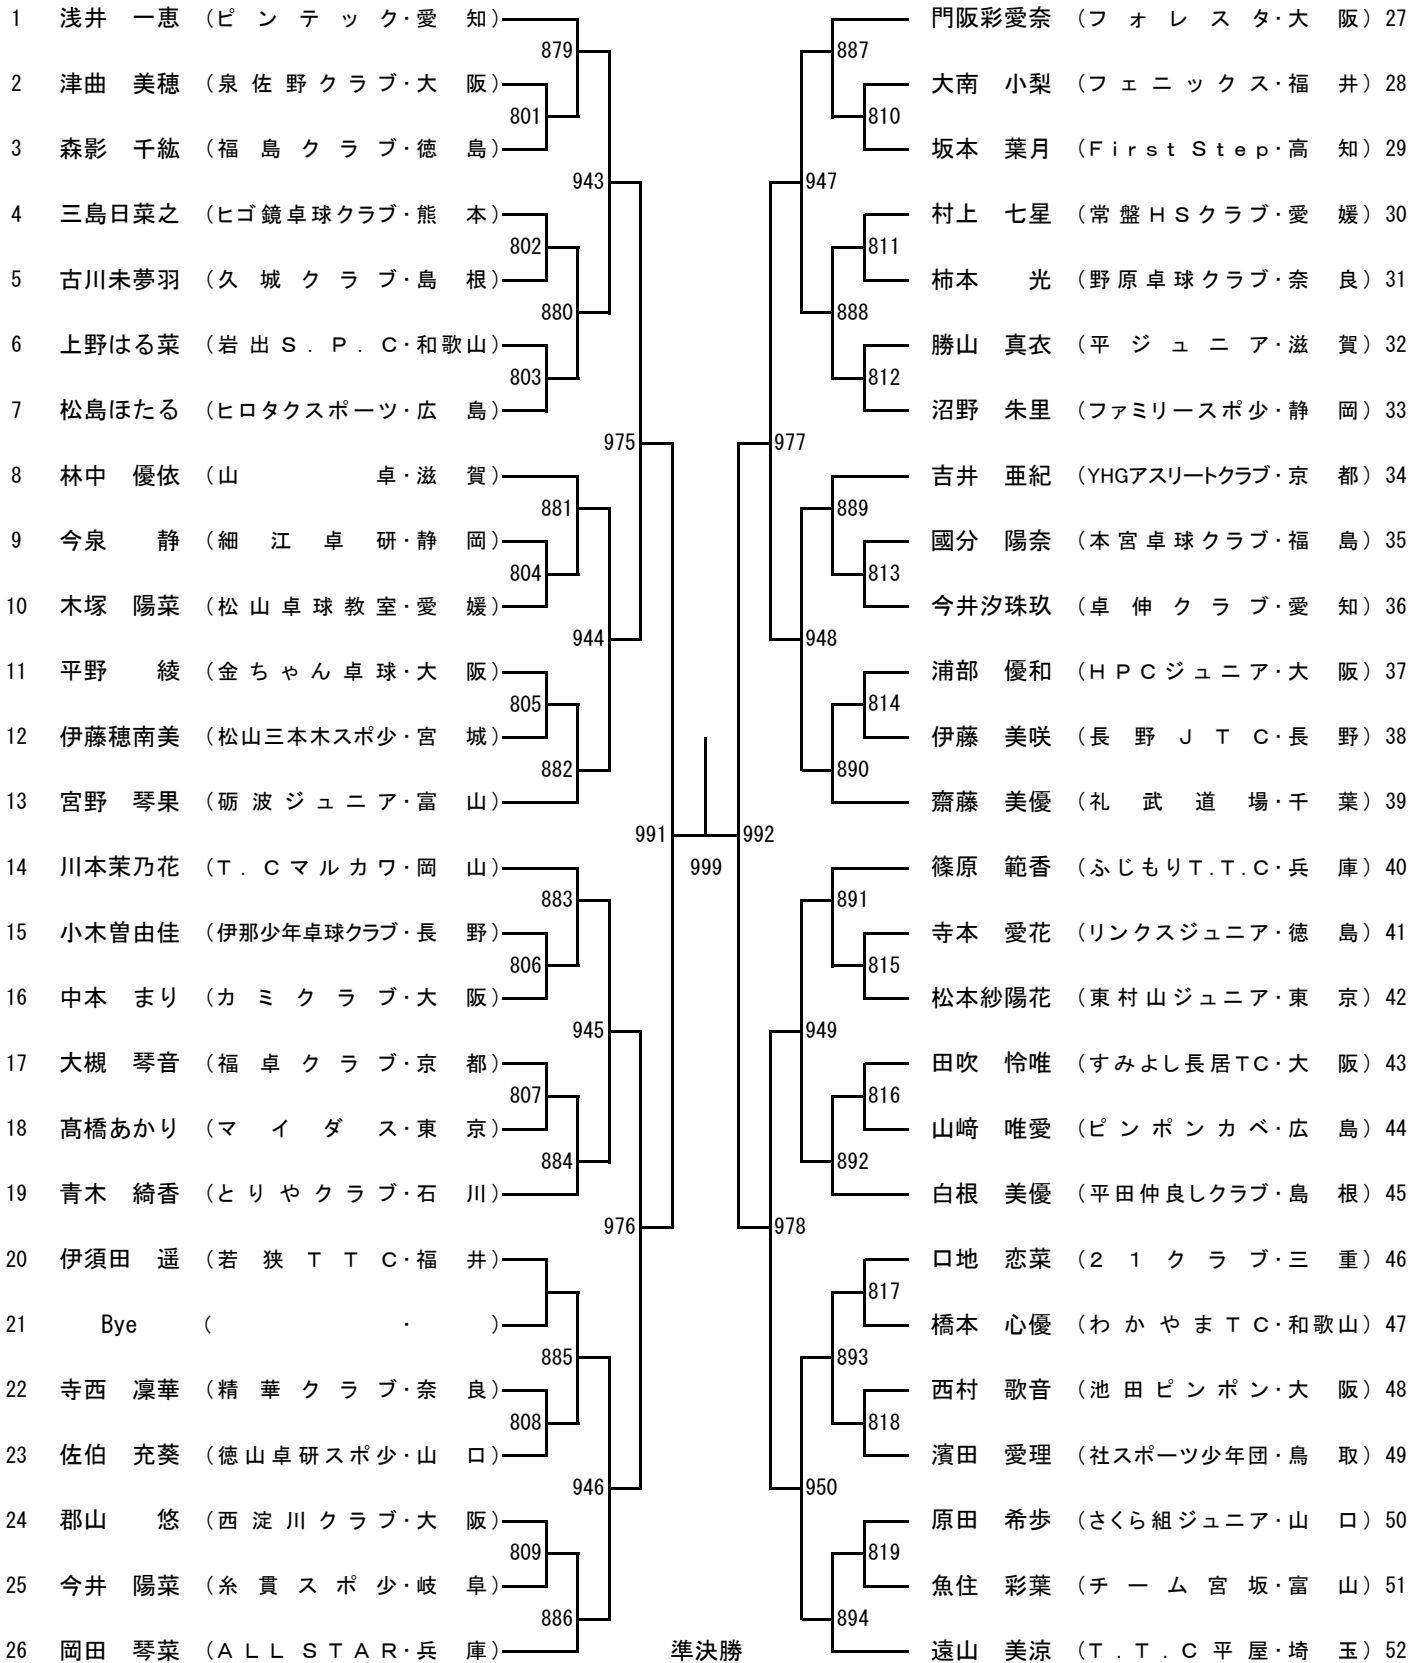 1 浅井 一恵 (ピンテック・愛知)
879
2 津曲 美穂 (泉佐野クラブ・大阪)
801
3 森影 千紘 (福島クラブ・徳島)
943
4 三島日菜之 (ヒゴ鏡卓球クラブ・熊本)
802
5 古川未夢羽 (久城クラブ・島根)
880
6 上野はる菜 (岩出S.P.C・和歌山)
803
7 松島ほたる (ヒロタクスポーツ・広島)
975
8 林中 優依 (山卓・滋賀)
881
9 今泉 静 (細江卓研・静岡)
804
10 木塚 陽菜 (松山卓球教室・愛媛)
944
11 平野 綾 (金ちゃん卓球・大阪)
805
12 伊藤穂南美 (松山三本木スポ少・宮城)
882
13 宮野 琴果 (砺波ジュニア・富山)
991
14 川本茉乃花 (T.Cマルカワ・岡山)
883
15 小木曽由佳 (伊那少年卓球クラブ・長野)
806
16 中本 まり (カミクラブ・大阪)
945
17 大槻 琴音 (福卓クラブ・京都)
807
18 髙橋あかり (マイダス・東京)
884
19 青木 綺香 (とりやクラブ・石川)
976
20 伊須田 遥 (若狭TTC・福井)
21 Bye ( ・ )
885
22 寺西 凜華 (精華クラブ・奈良)
808
23 佐伯 充葵 (徳山卓研スポ少・山口)
946
24 郡山 悠 (西淀川クラブ・大阪)
809
25 今井 陽菜 (糸貫スポ少・岐阜)
886
26 岡田 琴菜 (ALL STAR・兵庫)
999
準決勝
門阪彩愛奈 (フォレスタ・大阪) 27
887
大南 小梨 (フェニックス・福井) 28
810
坂本 葉月 (First Step・高知) 29
947
村上 七星 (常盤HSクラブ・愛媛) 30
811
柿本 光 (野原卓球クラブ・奈良) 31
888
勝山 真衣 (平ジュニア・滋賀) 32
812
沼野 朱里 (ファミリースポ少・静岡) 33
977
吉井 亜紀 (YHGアスリートクラブ・京都) 34
889
國分 陽奈 (本宮卓球クラブ・福島) 35
813
今井汐珠玖 (卓伸クラブ・愛知) 36
948
浦部 優和 (HPCジュニア・大阪) 37
814
伊藤 美咲 (長野JTC・長野) 38
890
齋藤 美優 (礼武道場・千葉) 39
992
篠原 範香 (ふじもりT.T.C・兵庫) 40
891
寺本 愛花 (リンクスジュニア・徳島) 41
815
松本紗陽花 (東村山ジュニア・東京) 42
949
田吹 怜唯 (すみよし長居TC・大阪) 43
816
山﨑 唯愛 (ピンポンカベ・広島) 44
892
白根 美優 (平田仲良しクラブ・島根) 45
978
口地 恋菜 (21クラブ・三重) 46
817
橋本 心優 (わかやまTC・和歌山) 47
893
西村 歌音 (池田ピンポン・大阪) 48
818
濱田 愛理 (社スポーツ少年団・鳥取) 49
950
原田 希歩 (さくら組ジュニア・山口) 50
819
魚住 彩葉 (チーム宮坂・富山) 51
894
遠山 美涼 (T.T.C平屋・埼玉) 52